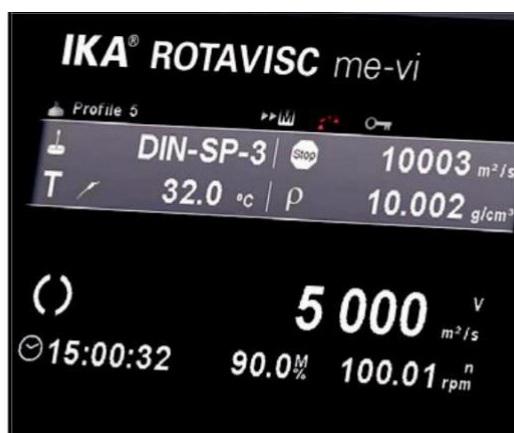 IKA® ROTAVISC me-vi
Profile 5
DIN-SP-3 Stop 10003 m²/s
T 32.0 °C ρ 10.002 g/cm³
5 000 V m²/s
15:00:32 90.0 M % 100.01 n rpm